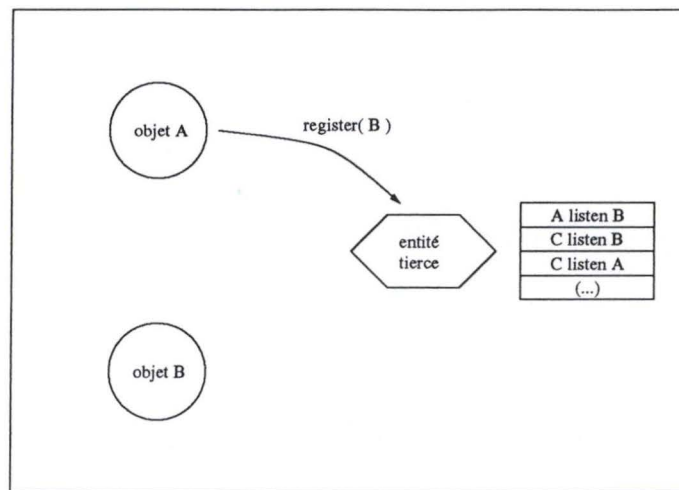 objet A
register( B )
entité
tierce
A listen B
C listen B
C listen A
(...)
objet B